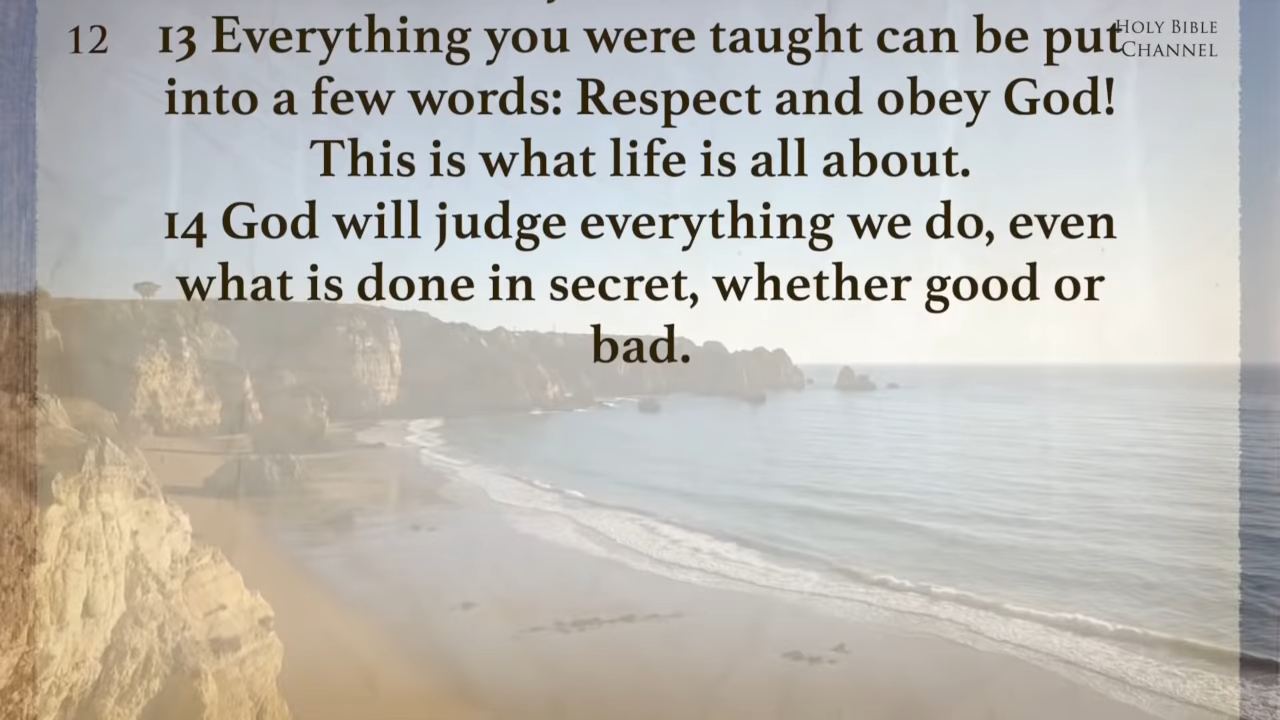 HOLY BIBLE
CHANNEL
12
13 Everything you were taught can be put
into a few words: Respect and obey God!
This is what life is all about.
14 God will judge everything we do, even
what is done in secret, whether good or
bad.